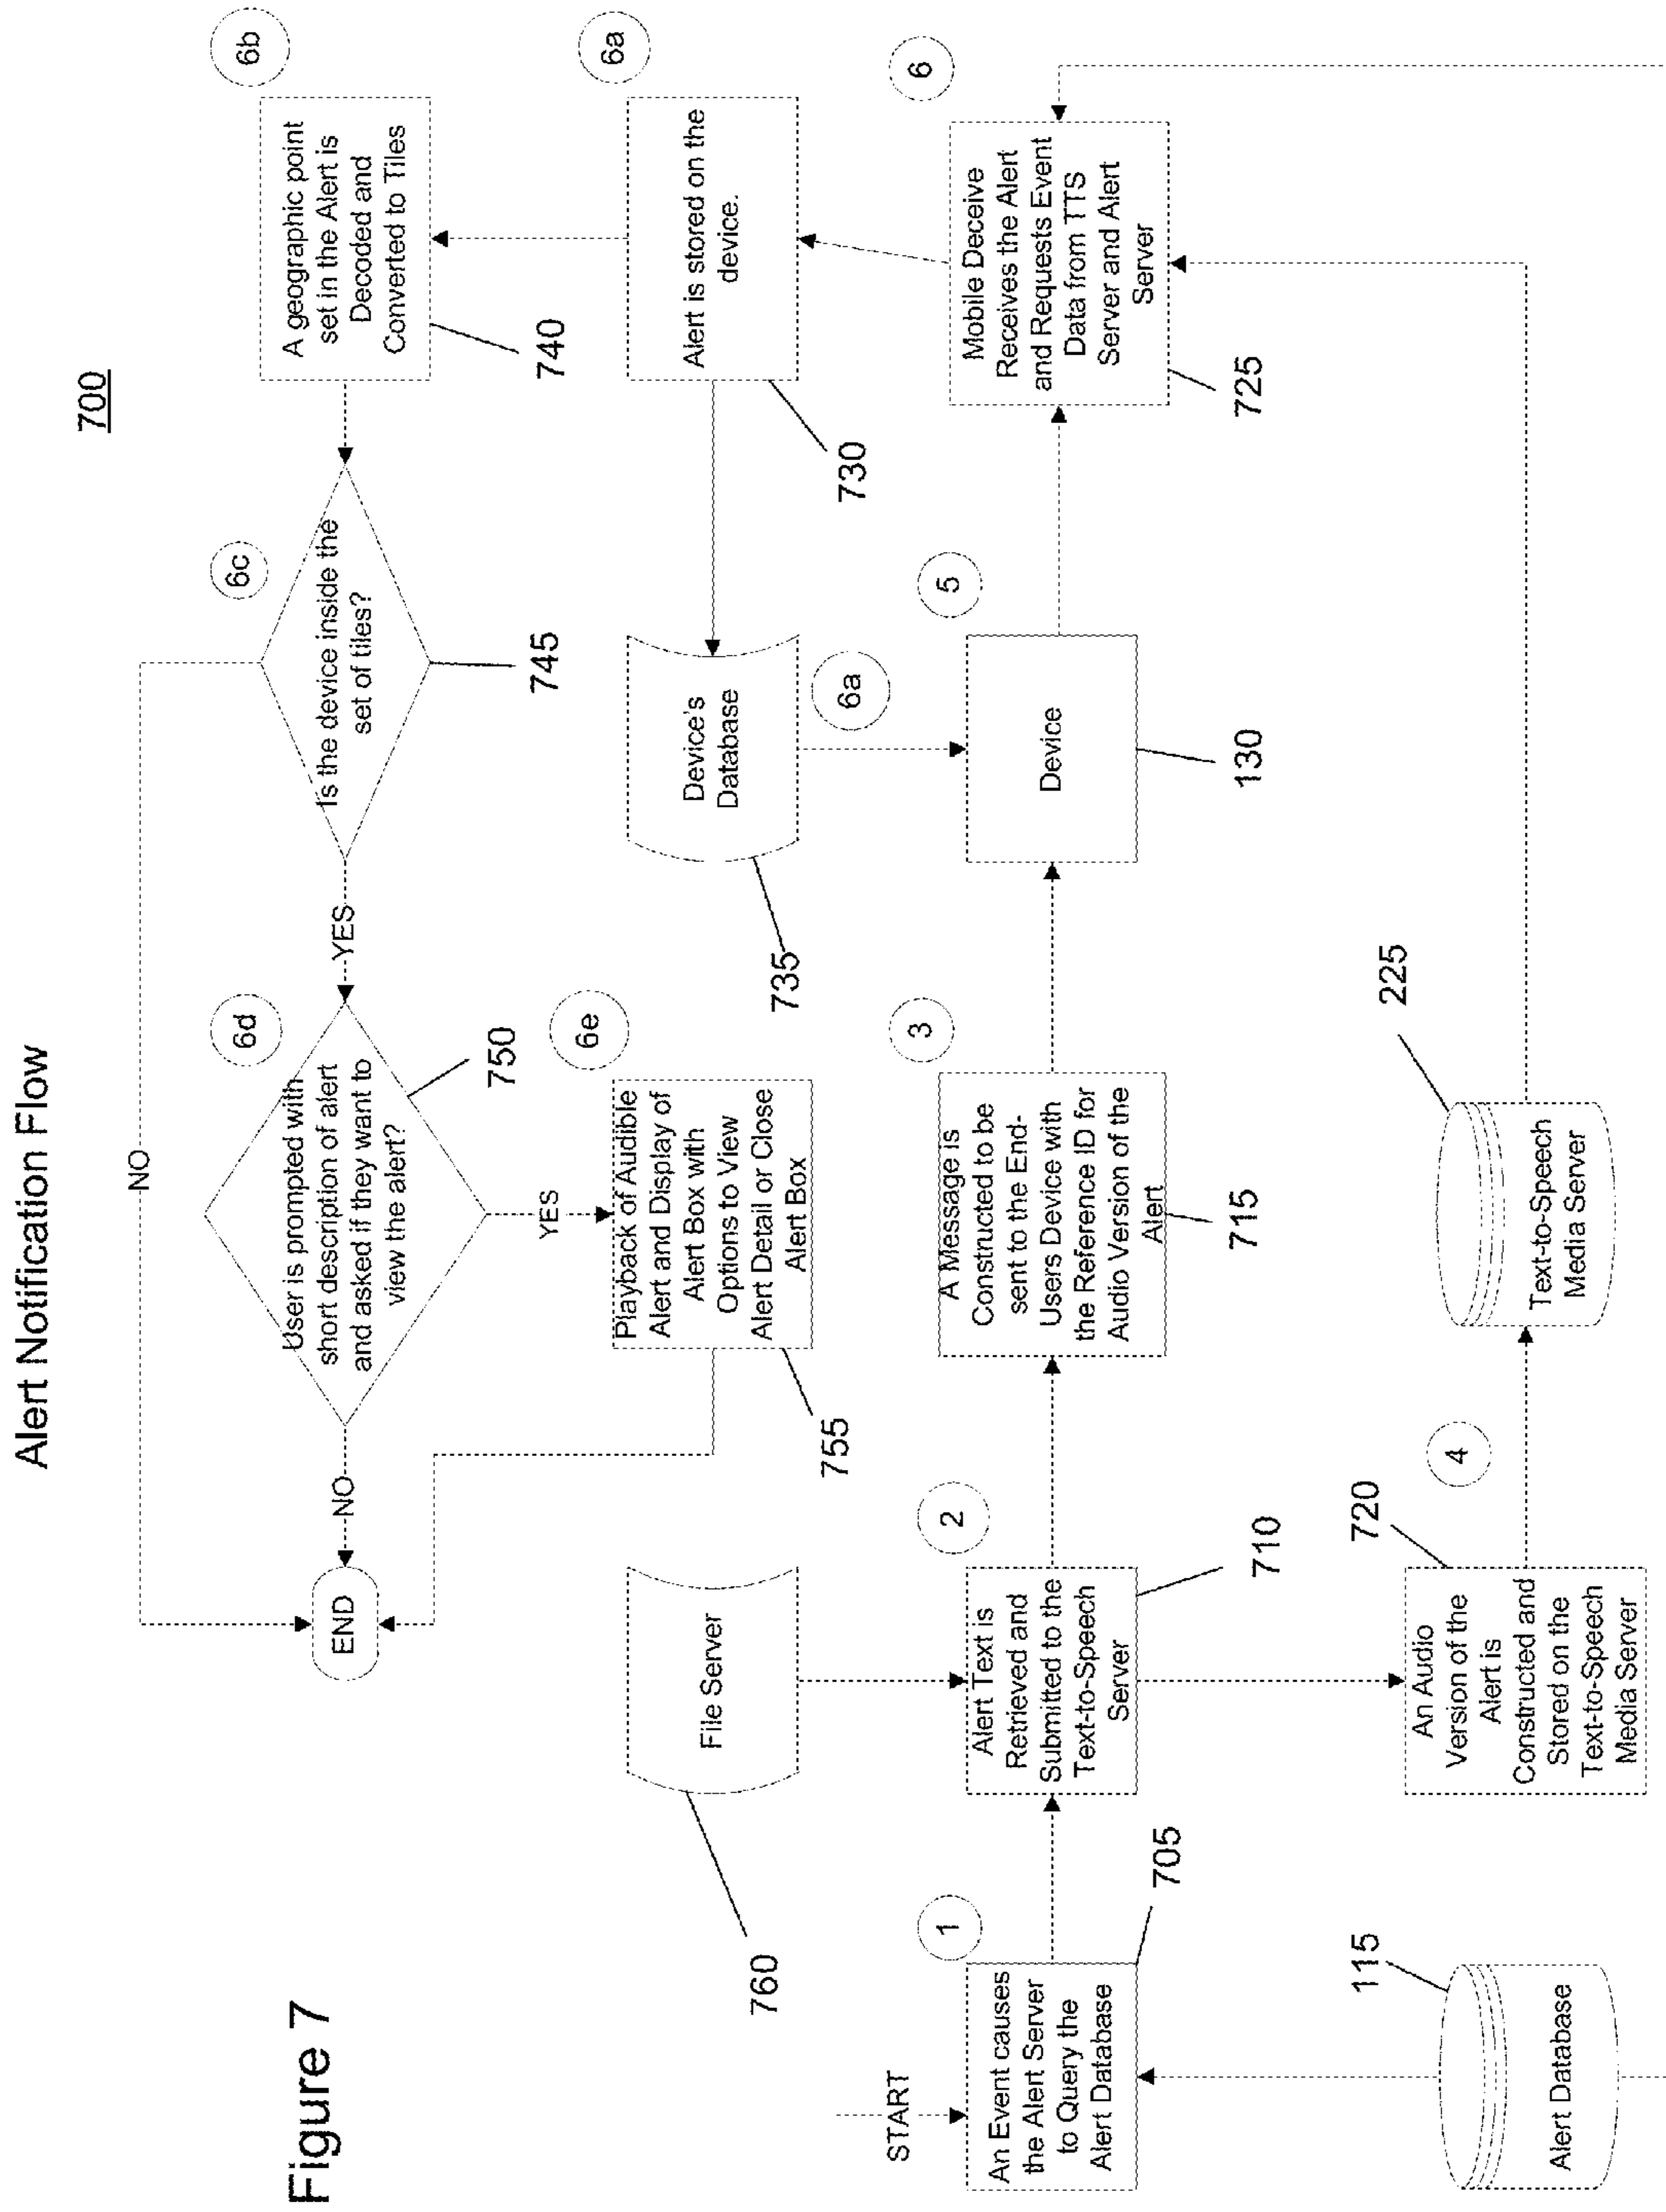 Alert Notification Flow
Figure 7
700
START
An Event causes
the Alert Server
to Query the
Alert Database
1
705
Alert Database
115
File Server
760
Alert Text is
Retrieved and
Submitted to the
Text-to-Speech
Server
2
710
An Audio
Version of the
Alert is
Constructed and
Stored on the
Text-to-Speech
Media Server
720
4
Text-to-Speech
Media Server
225
A Message is
Constructed to be
sent to the End-
Users Device with
the Reference ID for
Audio Version of the
Alert
3
715
Device
5
130
Device's
Database
735
6a
Mobile Deceive
Receives the Alert
and Requests Event
Data from TTS
Server and Alert
Server
6
725
Alert is stored on the
device.
6a
730
A geographic point
set in the Alert is
Decoded and
Converted to Tiles
6b
740
Is the device inside the
set of tiles?
6c
745
NO
YES
User is prompted with
short description of alert
and asked if they want to
view the alert?
6d
750
NO
YES
Playback of Audible
Alert and Display of
Alert Box with
Options to View
Alert Detail or Close
Alert Box
6e
755
END